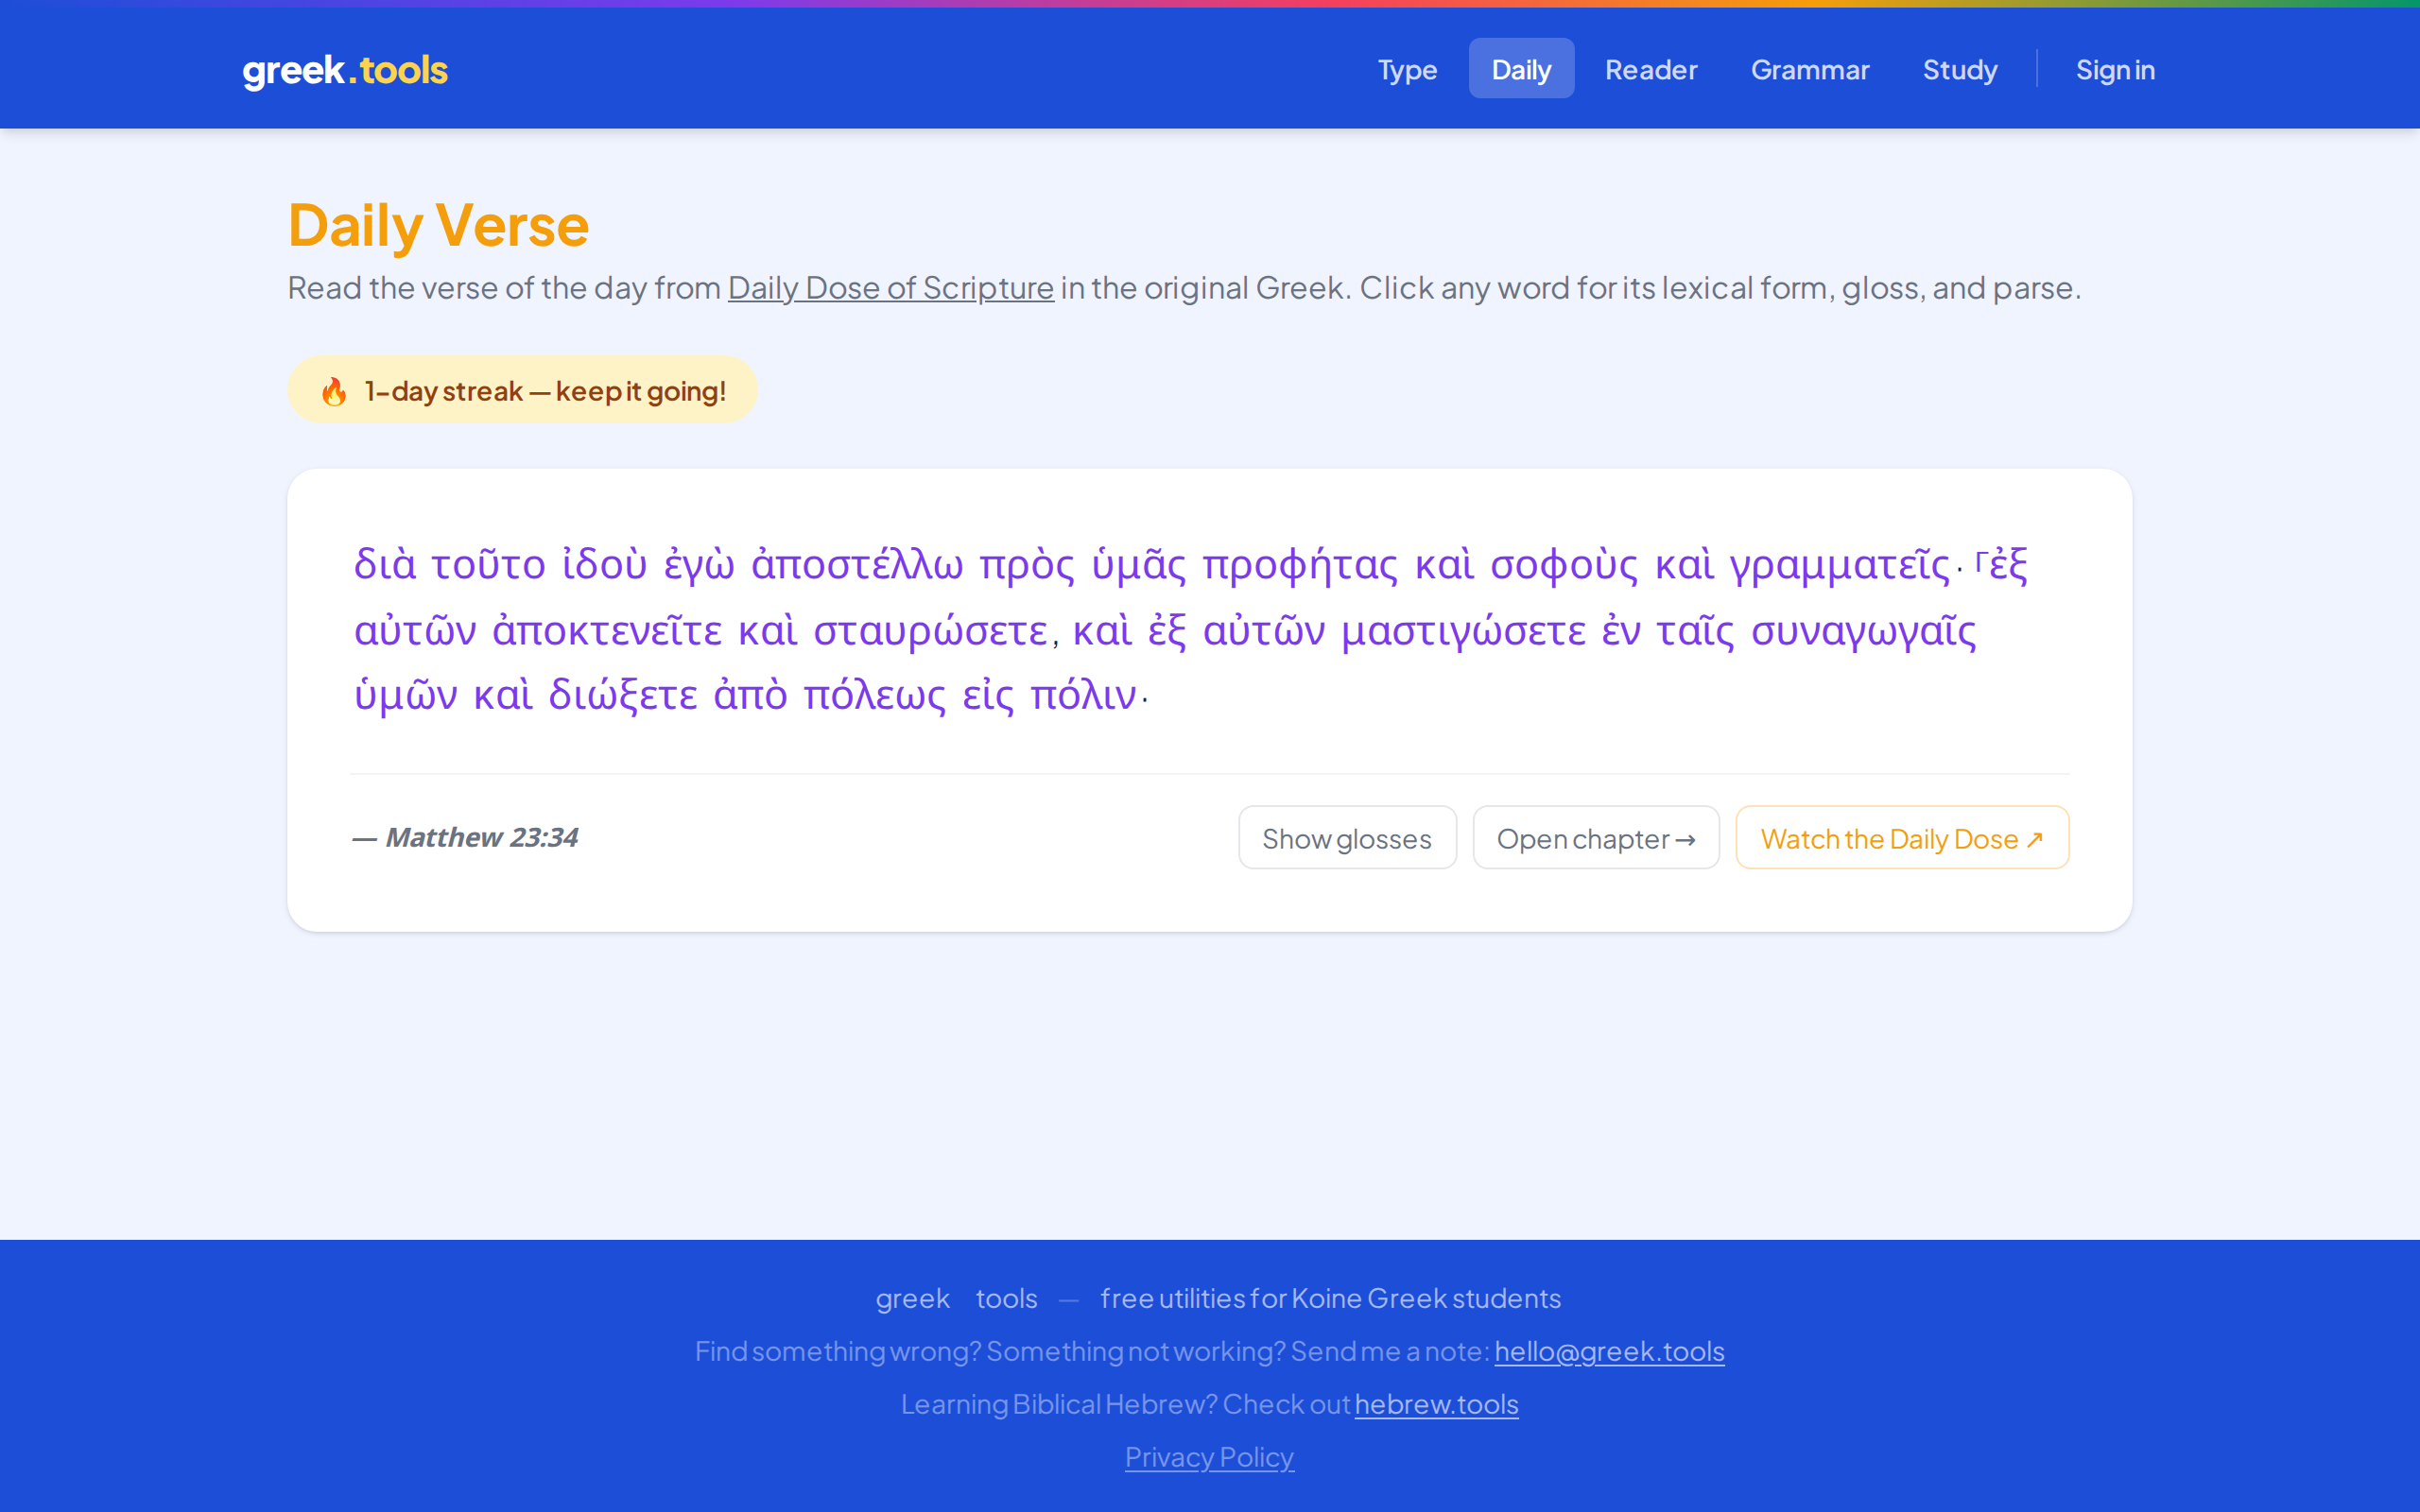 greek.tools
Type Daily Reader Grammar Study Sign in
Daily Verse
Read the verse of the day from Daily Dose of Scripture in the original Greek. Click any word for its lexical form, gloss, and parse.
🔥 1-day streak — keep it going!
διὰ τοῦτο ἰδοὺ ἐγὼ ἀποστέλλω πρὸς ὑμᾶς προφήτας καὶ σοφοὺς καὶ γραμματεῖς· ⸀ἐξ
αὐτῶν ἀποκτενεῖτε καὶ σταυρώσετε, καὶ ἐξ αὐτῶν μαστιγώσετε ἐν ταῖς συναγωγαῖς
ὑμῶν καὶ διώξετε ἀπὸ πόλεως εἰς πόλιν·
— Matthew 23:34
Show glosses Open chapter → Watch the Daily Dose ↗
greek tools — free utilities for Koine Greek students
Find something wrong? Something not working? Send me a note: hello@greek.tools
Learning Biblical Hebrew? Check out hebrew.tools
Privacy Policy